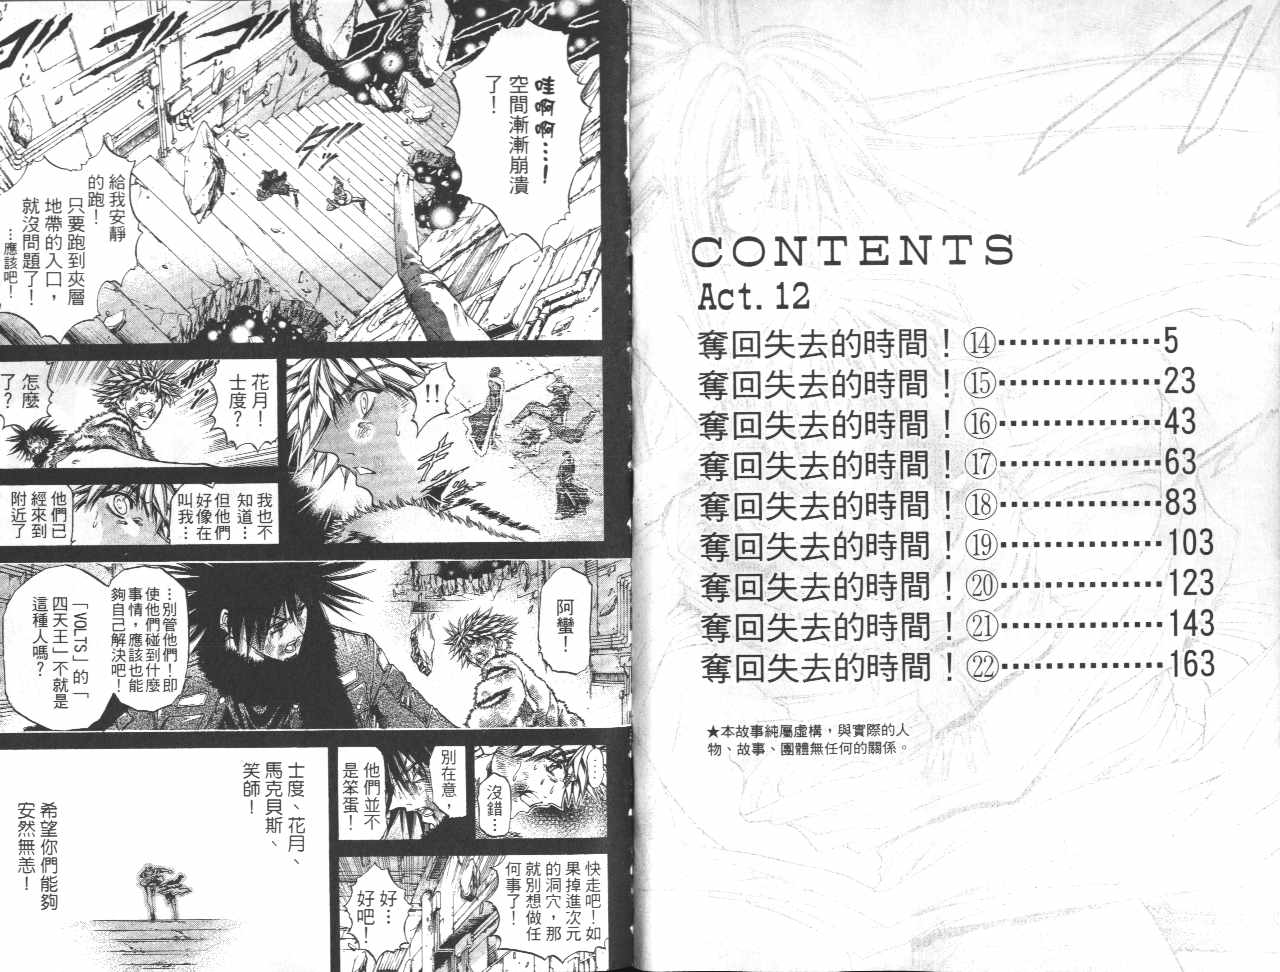 CONTENTS
Act. 12
奪回失去的時間！⑭……………5
奪回失去的時間！⑮……………23
奪回失去的時間！⑯……………43
奪回失去的時間！⑰……………63
奪回失去的時間！⑱……………83
奪回失去的時間！⑲……………103
奪回失去的時間！⑳……………123
奪回失去的時間！㉑……………143
奪回失去的時間！㉒……………163
★本故事純屬虛構，與實際的人
物、故事、團體無任何的關係。
哇啊啊…！
空間漸漸崩潰
了！
給我安靜
的跑！
只要跑到夾層
地帶的入口，
就沒問題了！
…應該吧！
!!
花月！
士度？
怎麼
了？
我也不
知道…
但他們
好像在
叫我…
他們已
經來到
附近了
阿蠻！
…別管他們！即
使他們碰到什麼
事情，應該也能
夠自己解決吧！
「VOLTS」的「
四天王」不就是
這種人嗎？
…
沒錯…
別在意，
他們並不
是笨蛋！
快走吧！如
果掉進次元
的洞穴，那
就別想做任
何事了！
好…
好吧！
士度、花月、
馬克貝斯、
笑師！
希望你們能夠
安然無恙！